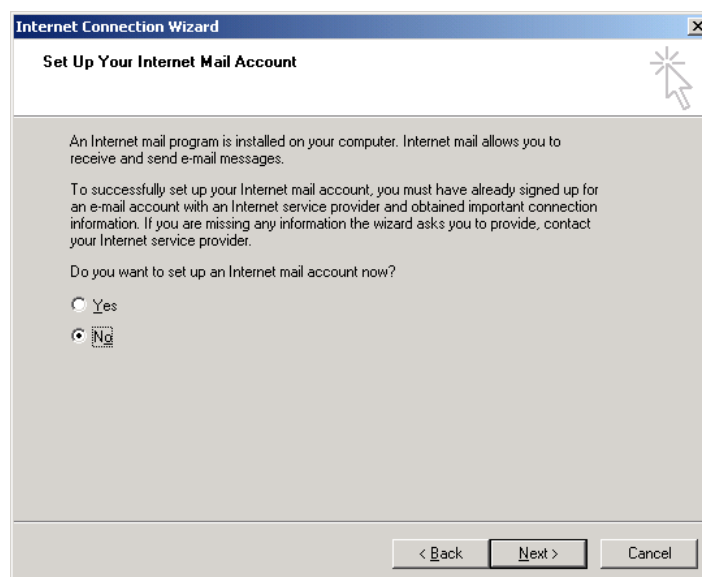 Internet Connection Wizard
Set Up Your Internet Mail Account
An Internet mail program is installed on your computer. Internet mail allows you to
receive and send e-mail messages.
To successfully set up your Internet mail account, you must have already signed up for
an e-mail account with an Internet service provider and obtained important connection
information. If you are missing any information the wizard asks you to provide, contact
your Internet service provider.
Do you want to set up an Internet mail account now?
Yes
No
< Back Next > Cancel